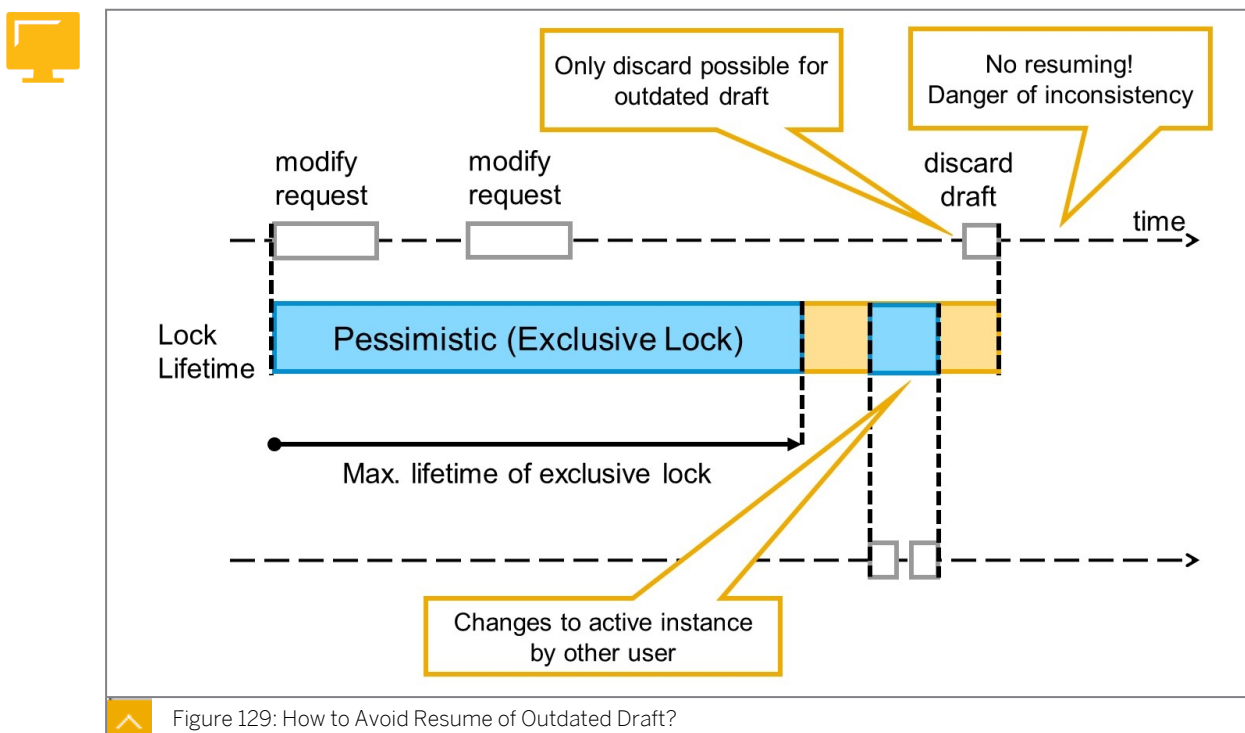 Only discard possible for
outdated draft
No resuming!
Danger of inconsistency
modify
request
modify
request
discard
draft
time
Lock
Lifetime
Pessimistic (Exclusive Lock)
Max. lifetime of exclusive lock
Changes to active instance
by other user
Figure 129: How to Avoid Resume of Outdated Draft?